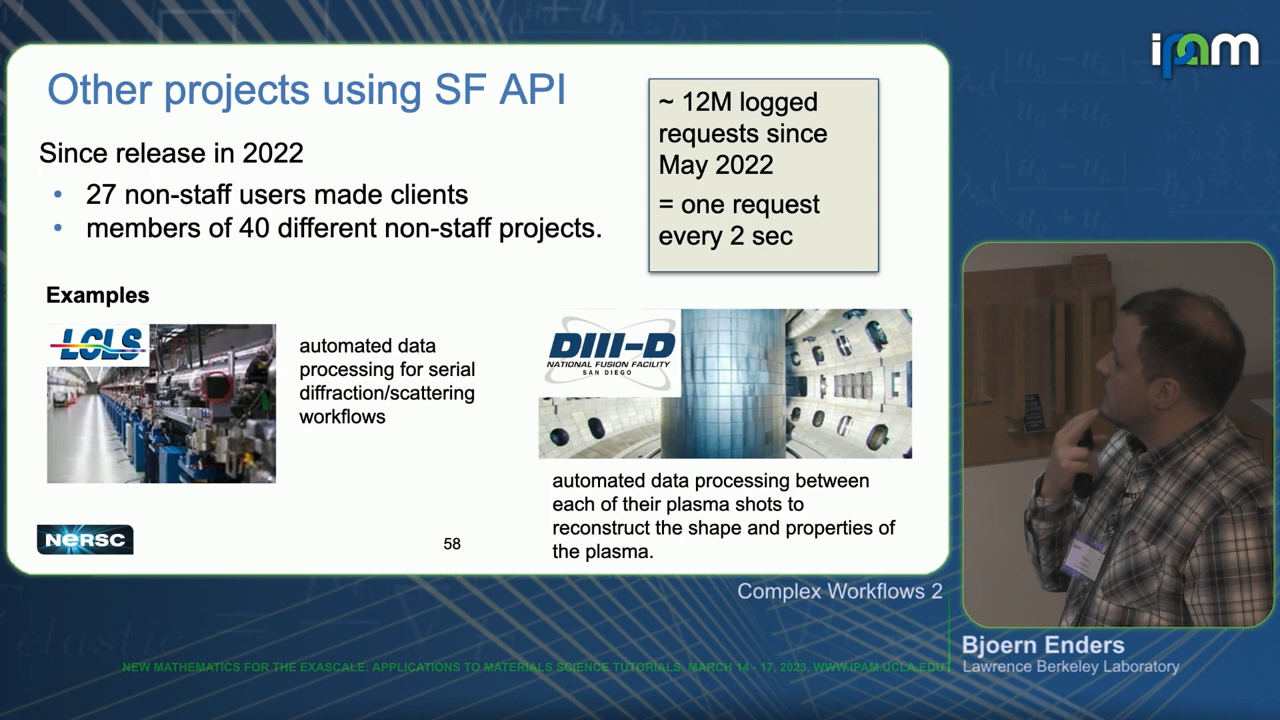 ipam
Other projects using SF API
~ 12M logged
requests since
May 2022
= one request
every 2 sec
Since release in 2022
• 27 non-staff users made clients
• members of 40 different non-staff projects.
Examples
LCLS
automated data
processing for serial
diffraction/scattering
workflows
DIII-D
NATIONAL FUSION FACILITY
SAN DIEGO
automated data processing between
each of their plasma shots to
reconstruct the shape and properties of
the plasma.
NERSC
58
Complex Workflows 2
Bjoern Enders
Lawrence Berkeley Laboratory
NEW MATHEMATICS FOR THE EXASCALE: APPLICATIONS TO MATERIALS SCIENCE TUTORIALS, MARCH 14 - 17, 2023, WWW.IPAM.UCLA.EDU
elastic